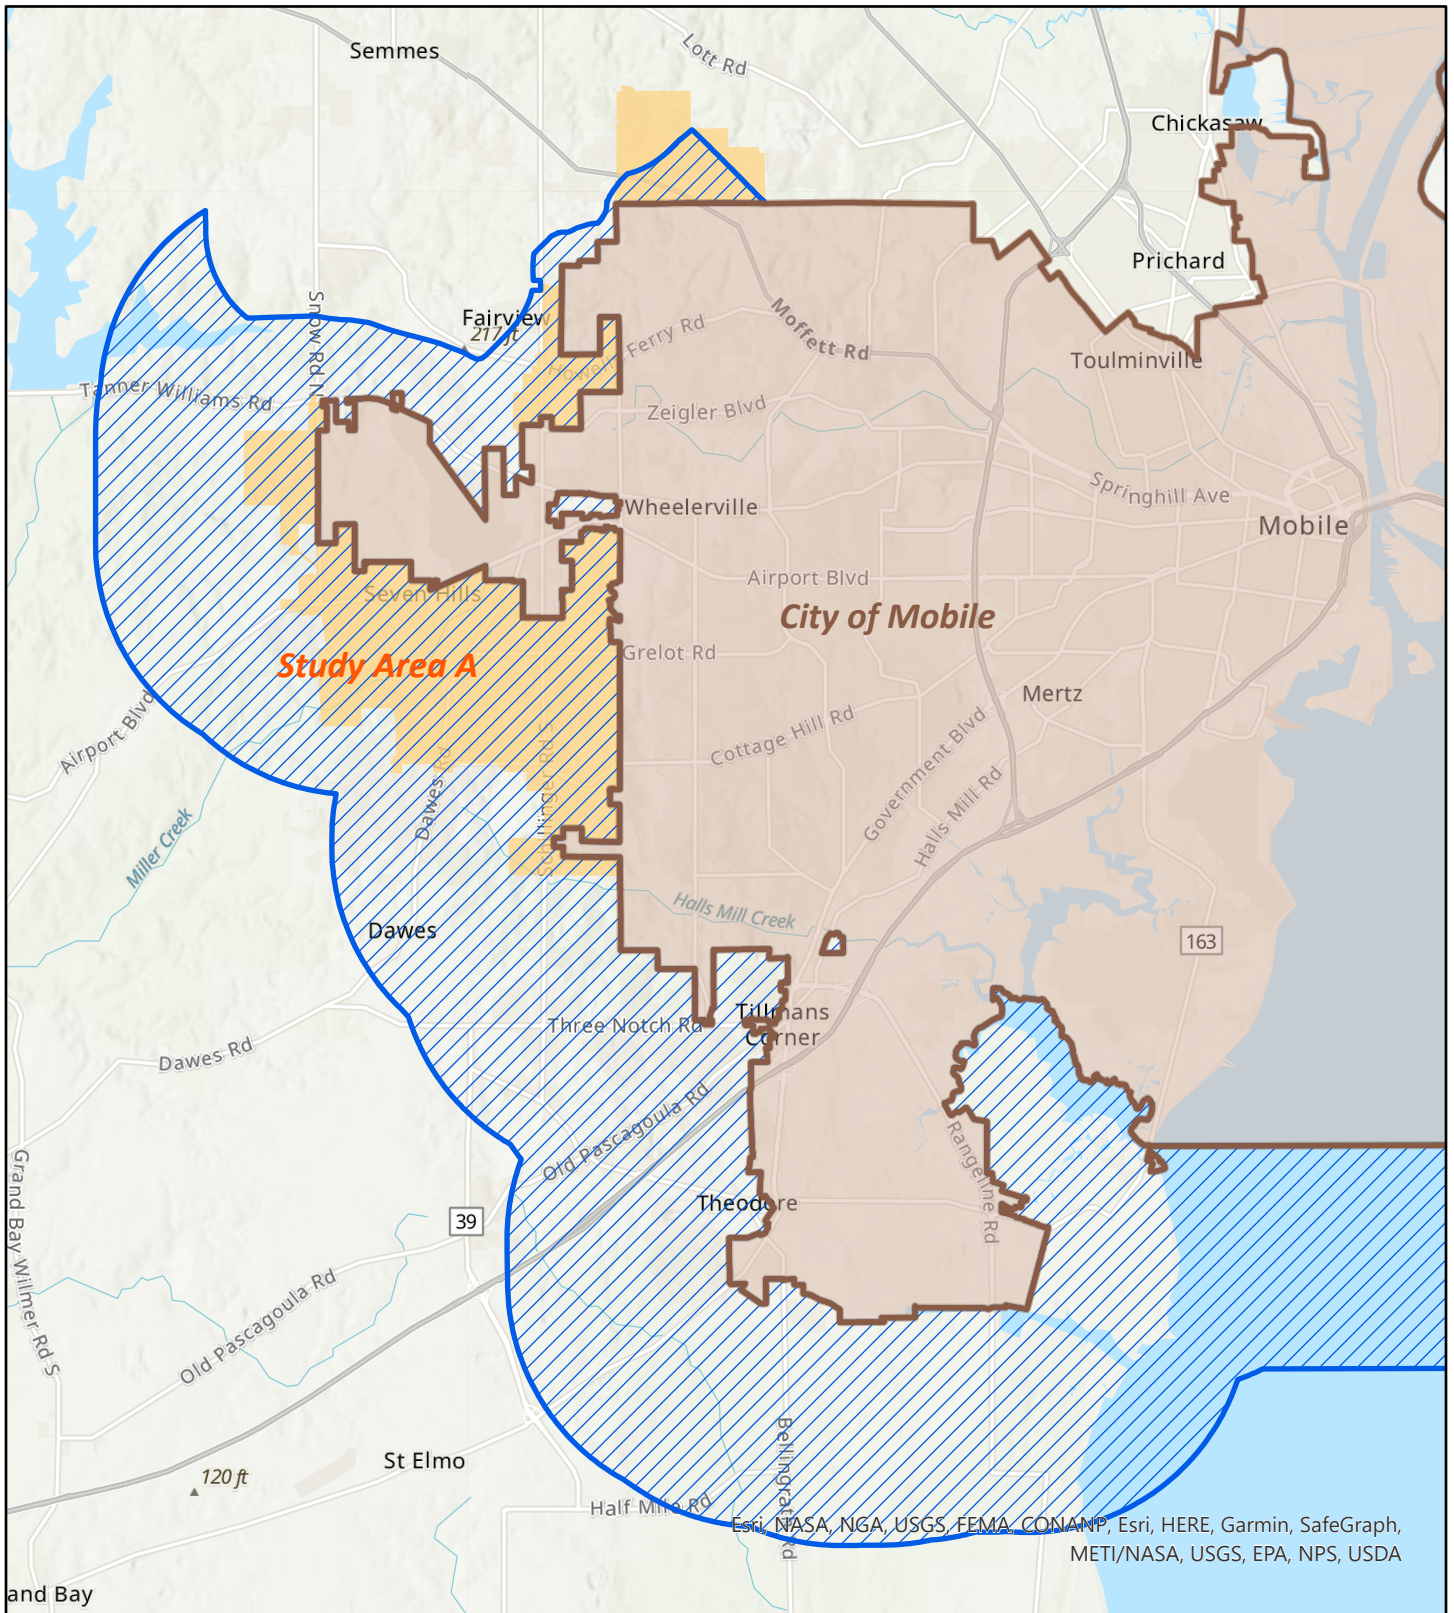 Semmes
Lott Rd
Chickasaw
Prichard
Snow Rd N
Fairview
217 ft
Howells Ferry Rd
Moffett Rd
Toulminville
Tanner Williams Rd
Zeigler Blvd
Springhill Ave
Wheelerville
Mobile
Airport Blvd
Seven Hills
City of Mobile
Study Area A
Grelot Rd
Mertz
Airport Blvd
Cottage Hill Rd
Government Blvd
Halls Mill Rd
Dawes Rd
Schillinger Rd S
Miller Creek
Halls Mill Creek
Dawes
163
Tillmans
Corner
Three Notch Rd
Dawes Rd
Old Pascagoula Rd
Rangeline Rd
Grand Bay Wilmer Rd S
Theodore
39
Old Pascagoula Rd
St Elmo
120 ft
Bellingrath Rd
Half Mile Rd
Esri, NASA, NGA, USGS, FEMA, CONANP, Esri, HERE, Garmin, SafeGraph,
METI/NASA, USGS, EPA, NPS, USDA
and Bay